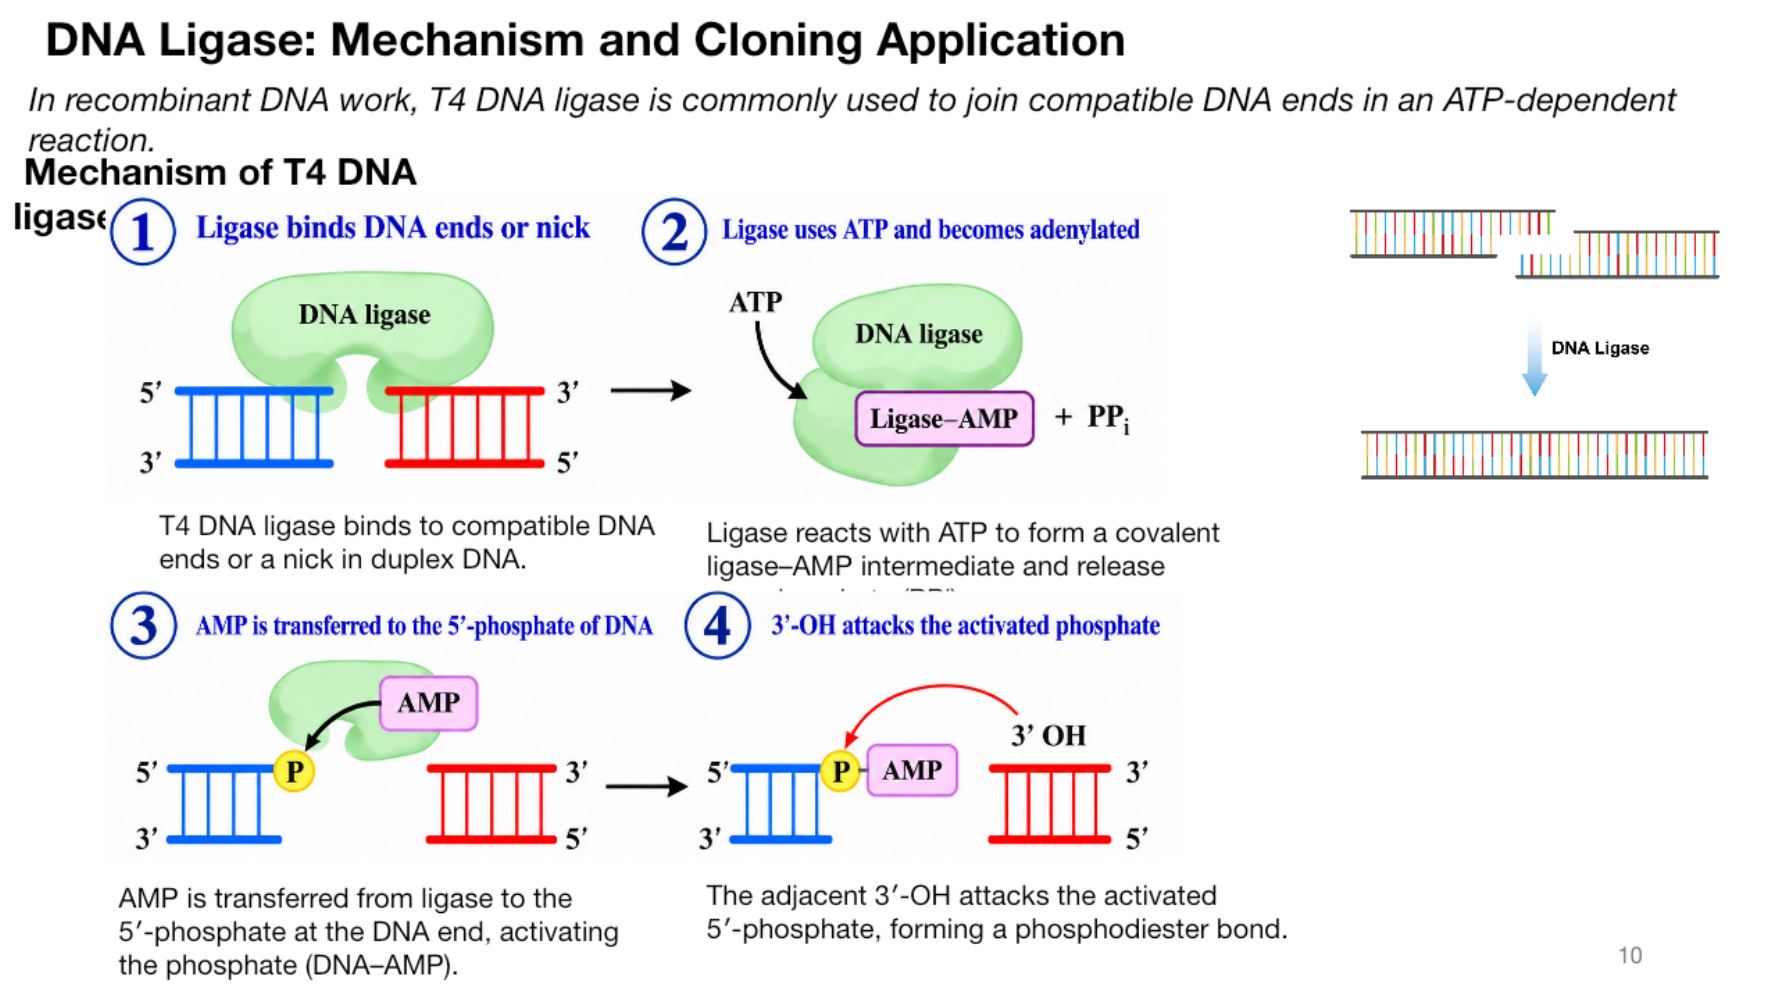 DNA Ligase: Mechanism and Cloning Application
In recombinant DNA work, T4 DNA ligase is commonly used to join compatible DNA ends in an ATP-dependent
reaction.
Mechanism of T4 DNA
ligase
1 Ligase binds DNA ends or nick
DNA ligase
5′ 3′
3′ 5′
2 Ligase uses ATP and becomes adenylated
ATP
DNA ligase
Ligase–AMP + PPi
DNA Ligase
T4 DNA ligase binds to compatible DNA
ends or a nick in duplex DNA.
Ligase reacts with ATP to form a covalent
ligase–AMP intermediate and release
3 AMP is transferred to the 5′-phosphate of DNA
AMP
5′ P 3′
3′ 5′
4 3’-OH attacks the activated phosphate
3’ OH
5′ P AMP 3′
3′ 5′
AMP is transferred from ligase to the
5′-phosphate at the DNA end, activating
the phosphate (DNA–AMP).
The adjacent 3′-OH attacks the activated
5′-phosphate, forming a phosphodiester bond.
10